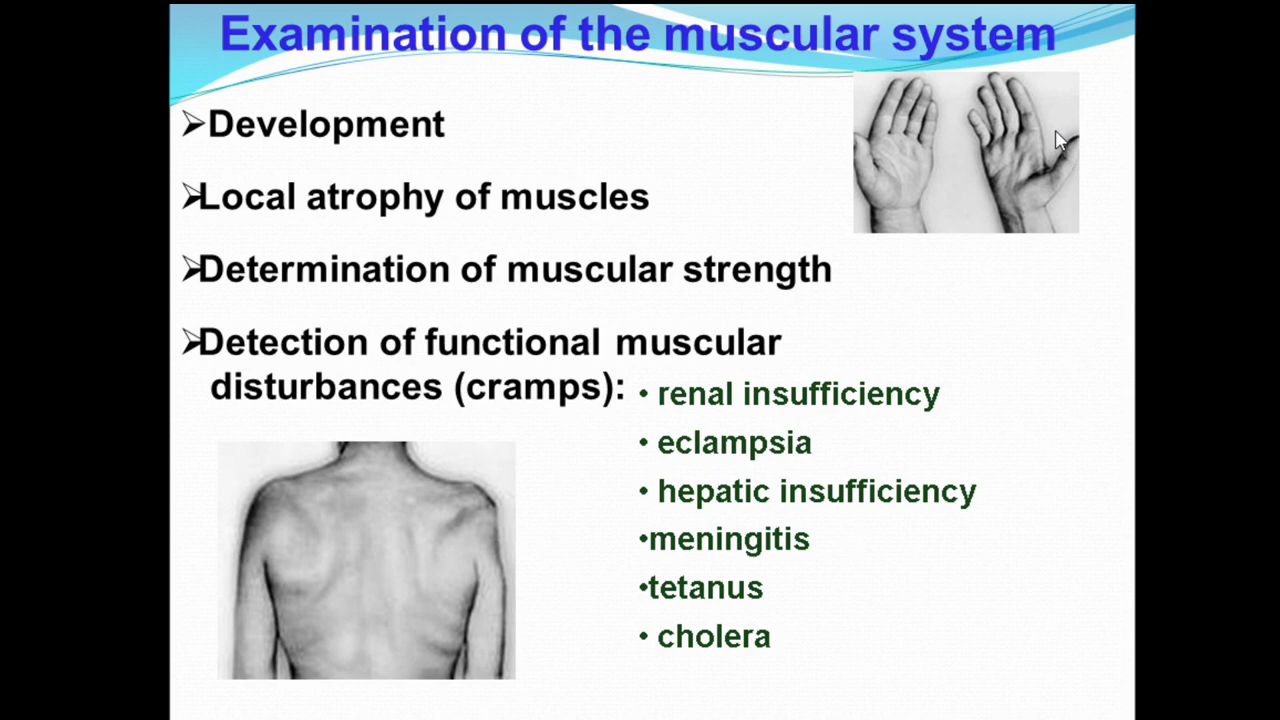 Examination of the muscular system
➢Development
➢Local atrophy of muscles
➢Determination of muscular strength
➢Detection of functional muscular
disturbances (cramps):
• renal insufficiency
• eclampsia
• hepatic insufficiency
•meningitis
•tetanus
• cholera